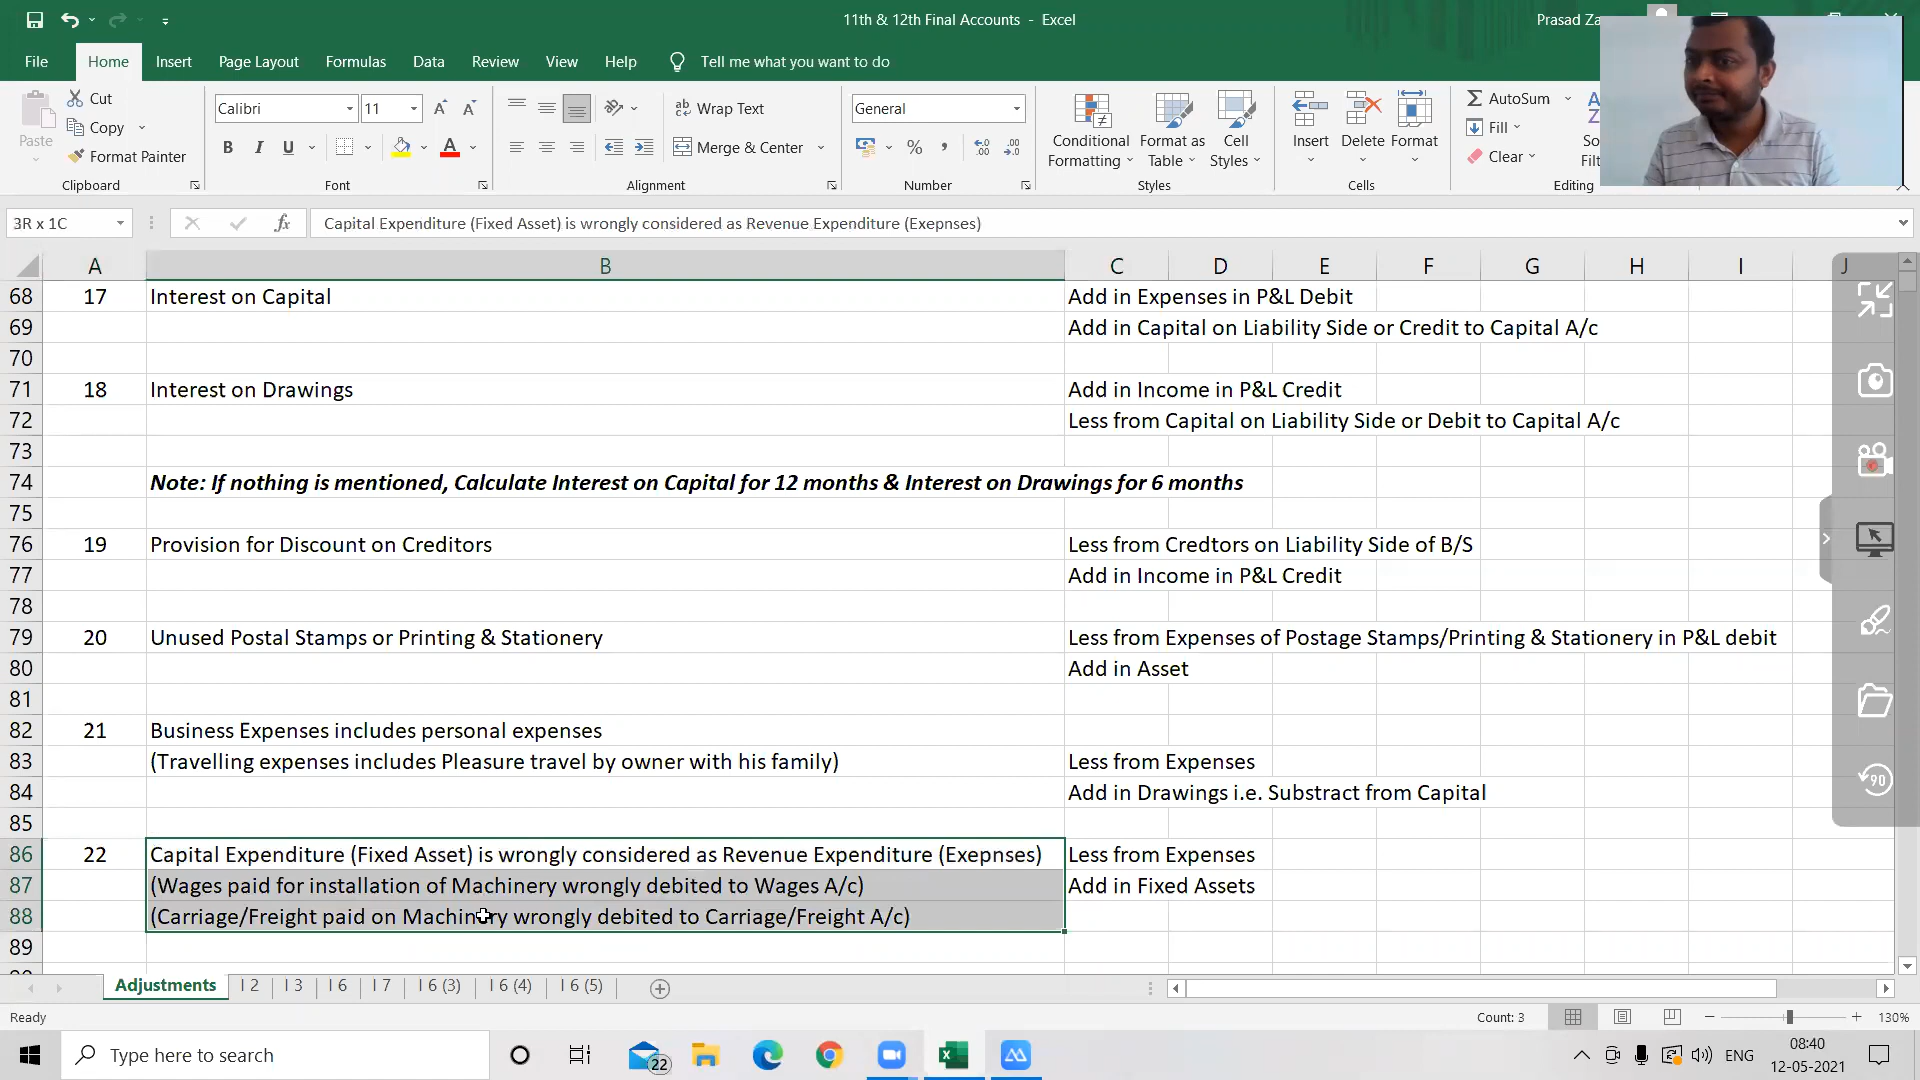 11th & 12th Final Accounts - Excel
Prasad Za
File Home Insert Page Layout Formulas Data Review View Help Tell me what you want to do
Paste
Cut
Copy
Format Painter
Clipboard
Calibri 11
B I U
Font
Wrap Text
Merge & Center
Alignment
General
% ,
Number
Conditional Formatting
Format as Table
Cell Styles
Styles
Insert Delete Format
Cells
AutoSum
Fill
Clear
Editing
3R x 1C
fx
Capital Expenditure (Fixed Asset) is wrongly considered as Revenue Expenditure (Exepnses)
A B C D E F G H I J
68 17 Interest on Capital Add in Expenses in P&L Debit
69 Add in Capital on Liability Side or Credit to Capital A/c
70
71 18 Interest on Drawings Add in Income in P&L Credit
72 Less from Capital on Liability Side or Debit to Capital A/c
73
74 Note: If nothing is mentioned, Calculate Interest on Capital for 12 months & Interest on Drawings for 6 months
75
76 19 Provision for Discount on Creditors Less from Credtors on Liability Side of B/S
77 Add in Income in P&L Credit
78
79 20 Unused Postal Stamps or Printing & Stationery Less from Expenses of Postage Stamps/Printing & Stationery in P&L debit
80 Add in Asset
81
82 21 Business Expenses includes personal expenses
83 (Travelling expenses includes Pleasure travel by owner with his family) Less from Expenses
84 Add in Drawings i.e. Substract from Capital
85
86 22 Capital Expenditure (Fixed Asset) is wrongly considered as Revenue Expenditure (Exepnses) Less from Expenses
87 (Wages paid for installation of Machinery wrongly debited to Wages A/c) Add in Fixed Assets
88 (Carriage/Freight paid on Machinery wrongly debited to Carriage/Freight A/c)
89
90
Adjustments I 2 I 3 I 6 I 7 I 6 (3) I 6 (4) I 6 (5)
Ready
Count: 3
130%
Type here to search
22
ENG
08:40
12-05-2021